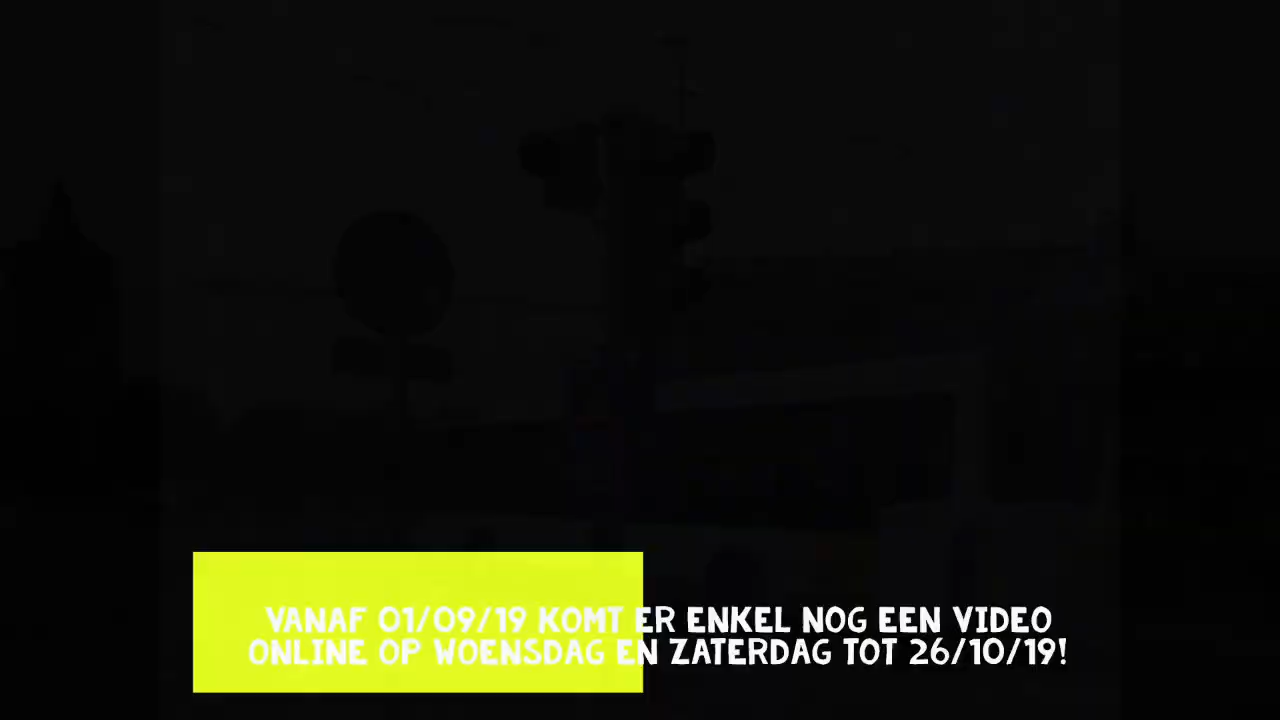 VANAF 01/09/19 KOMT ER ENKEL NOG EEN VIDEO
ONLINE OP WOENSDAG EN ZATERDAG TOT 26/10/19!